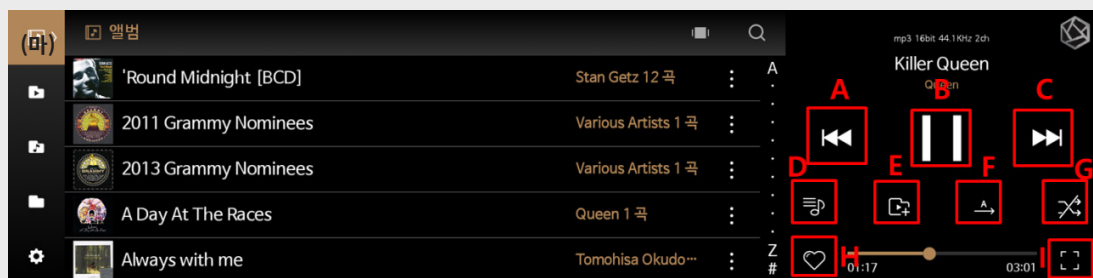 (마)
앨범
'Round Midnight [BCD]
Stan Getz 12 곡
2011 Grammy Nominees
Various Artists 1 곡
2013 Grammy Nominees
Various Artists 1 곡
A Day At The Races
Queen 1 곡
Always with me
Tomohisa Okudo…
A
Z
#
mp3 16bit 44.1KHz 2ch
Killer Queen
Queen
A
B
C
D
E
F
G
A
H
01:17
03:01
I